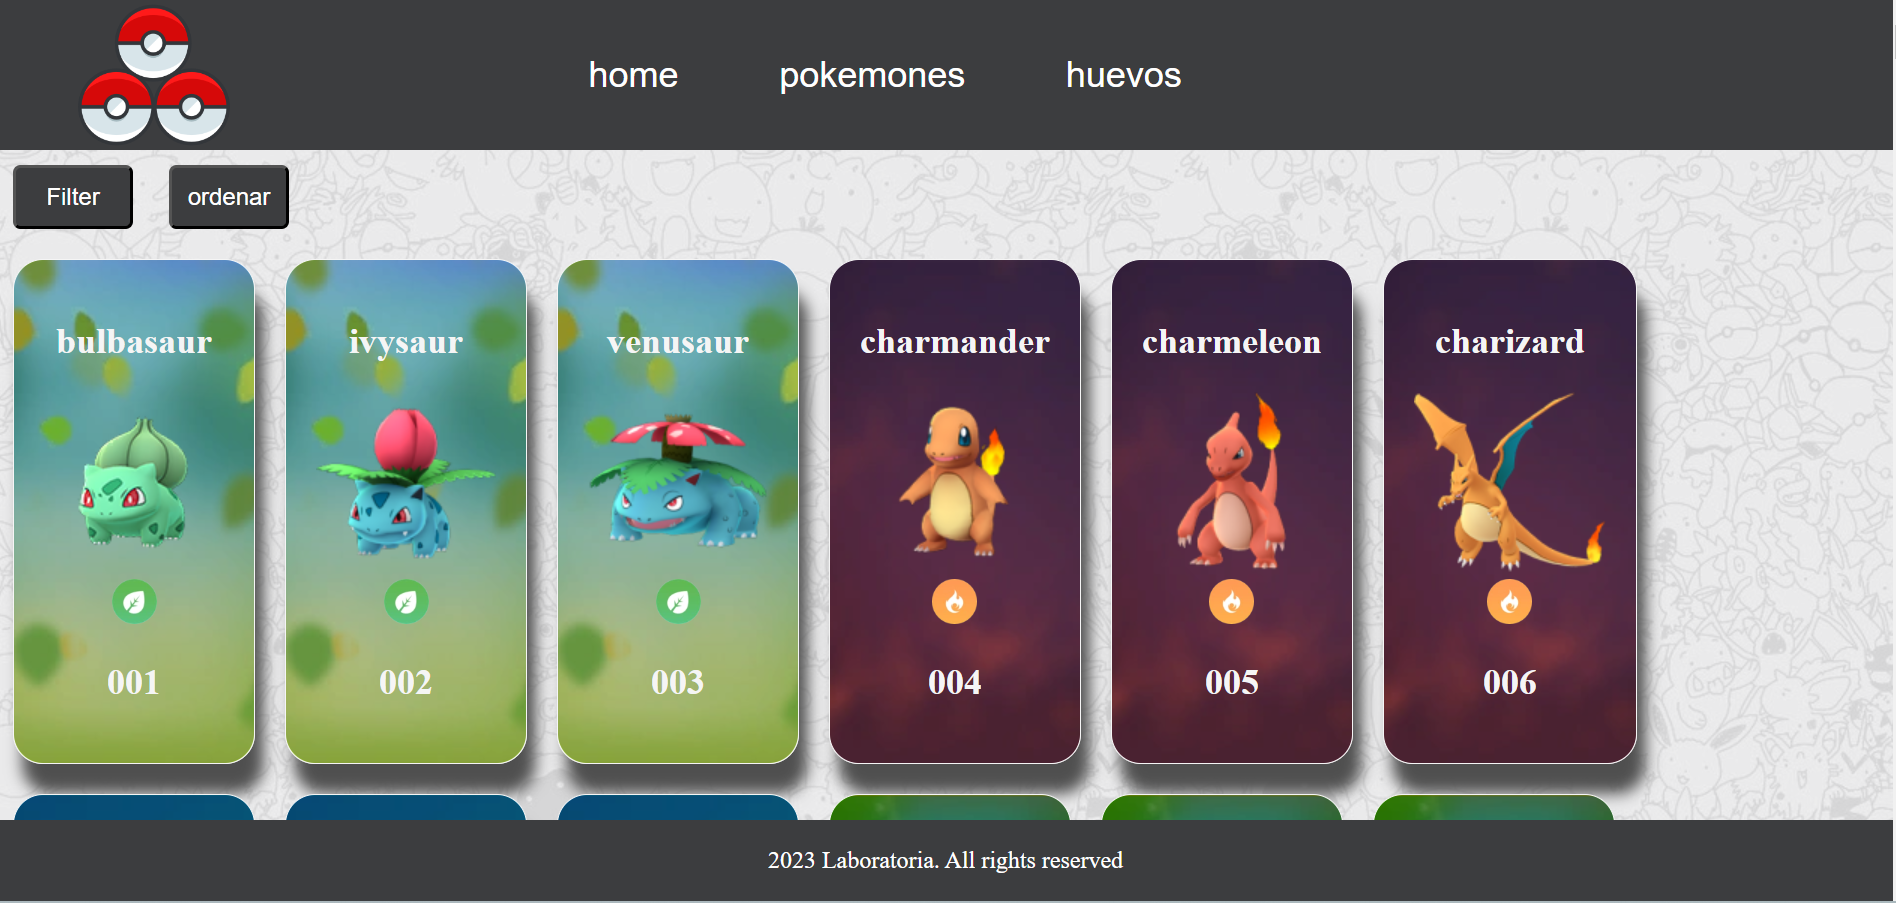 home pokemones huevos
Filter ordenar
bulbasaur ivysaur venusaur charmander charmeleon charizard
001 002 003 004 005 006
2023 Laboratoria. All rights reserved